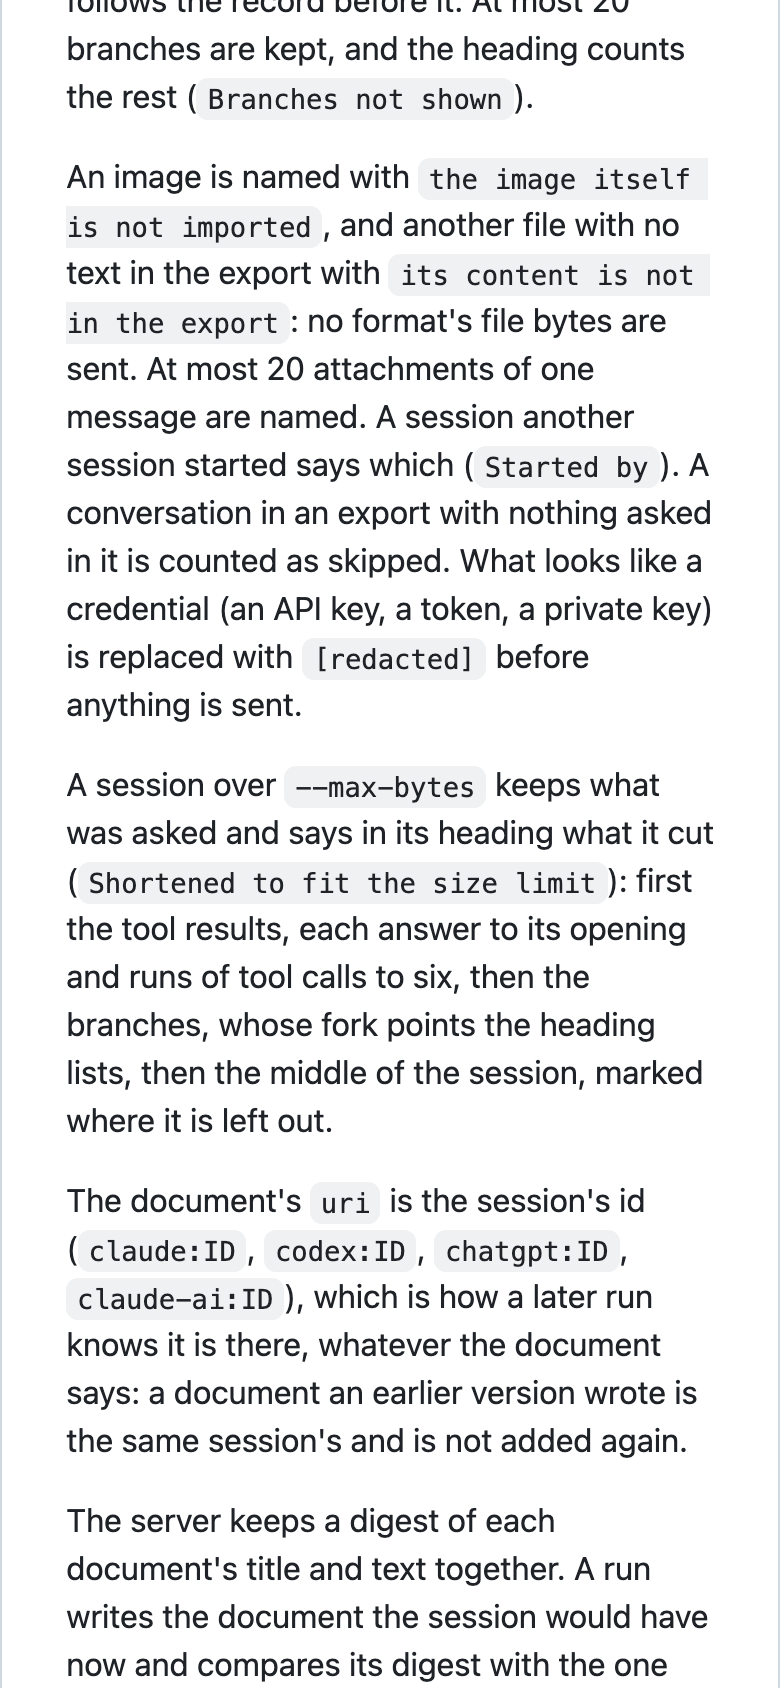 follows the record before it. At most 20
branches are kept, and the heading counts
the rest (Branches not shown).
An image is named with the image itself
is not imported, and another file with no
text in the export with its content is not
in the export: no format's file bytes are
sent. At most 20 attachments of one
message are named. A session another
session started says which (Started by). A
conversation in an export with nothing asked
in it is counted as skipped. What looks like a
credential (an API key, a token, a private key)
is replaced with [redacted] before
anything is sent.
A session over --max-bytes keeps what
was asked and says in its heading what it cut
(Shortened to fit the size limit): first
the tool results, each answer to its opening
and runs of tool calls to six, then the
branches, whose fork points the heading
lists, then the middle of the session, marked
where it is left out.
The document's uri is the session's id
(claude:ID, codex:ID, chatgpt:ID,
claude-ai:ID), which is how a later run
knows it is there, whatever the document
says: a document an earlier version wrote is
the same session's and is not added again.
The server keeps a digest of each
document's title and text together. A run
writes the document the session would have
now and compares its digest with the one